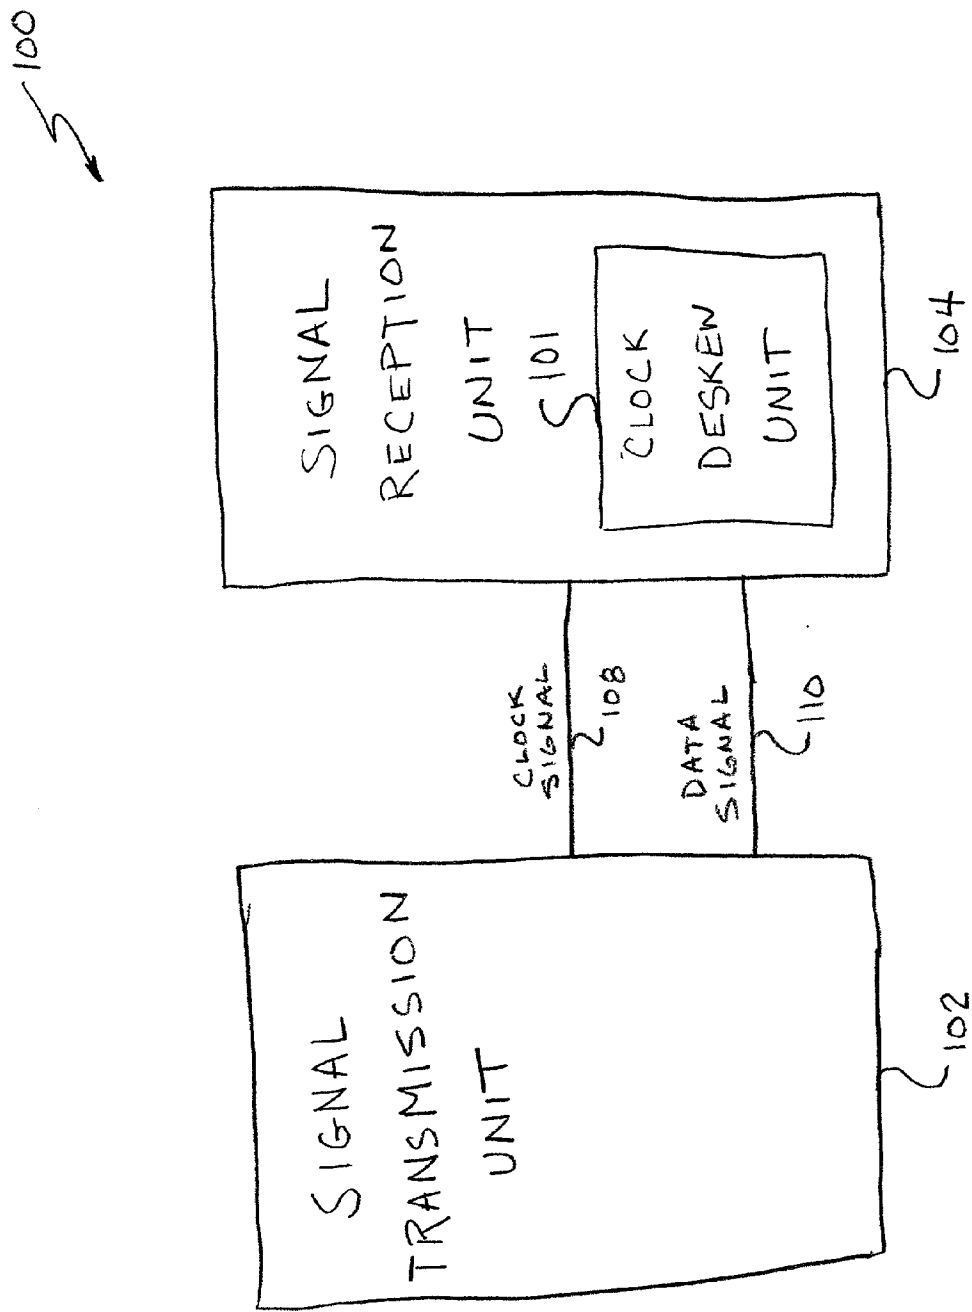 100
SIGNAL
TRANSMISSION
UNIT
102
CLOCK
SIGNAL
108
DATA
SIGNAL
110
SIGNAL
RECEPTION
UNIT
101
CLOCK
DESKEW
UNIT
104